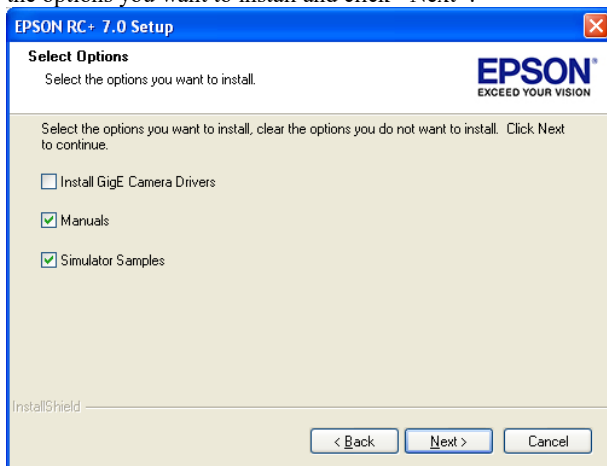 the options you want to install and click “Next”.
EPSON RC+ 7.0 Setup
Select Options
Select the options you want to install.
EPSON®
EXCEED YOUR VISION
Select the options you want to install, clear the options you do not want to install. Click Next
to continue.
Install GigE Camera Drivers
Manuals
Simulator Samples
InstallShield
< Back
Next >
Cancel